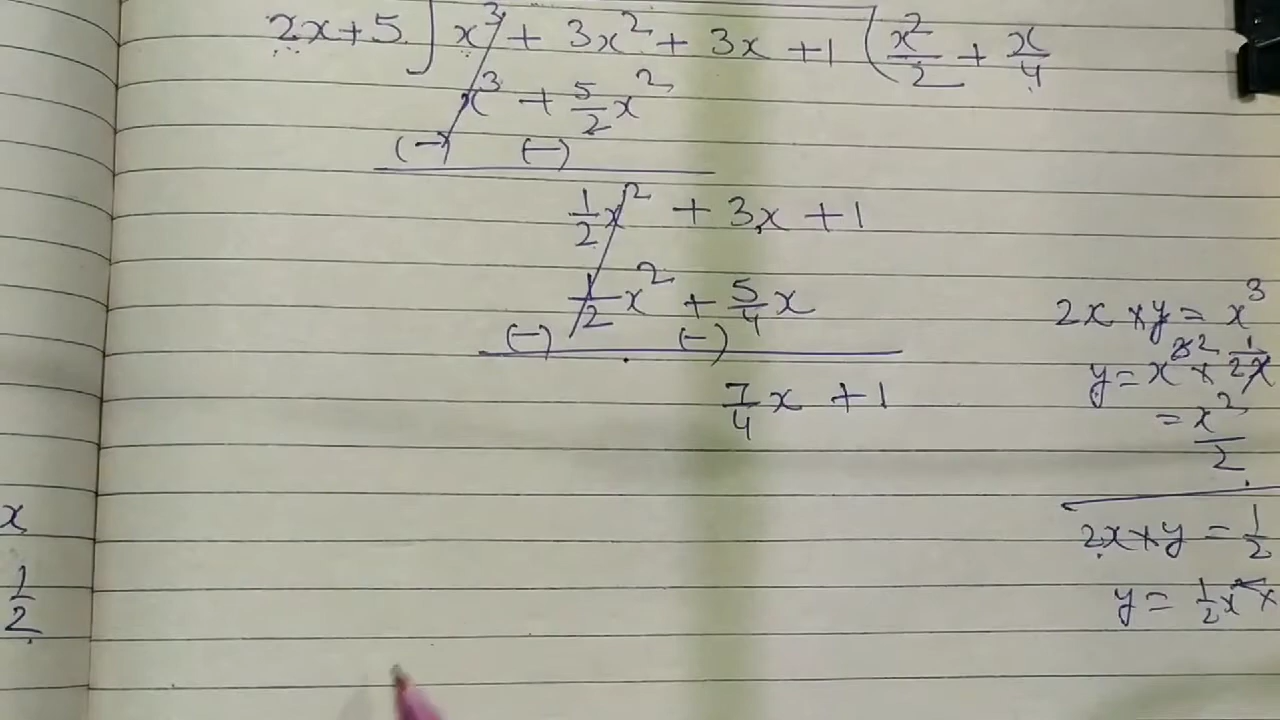 2x+5 ) x³ + 3x² + 3x + 1 ( x²/2 + x/4
x³ + 5/2 x²
(−) (−)
1/2 x² + 3x + 1
1/2 x² + 5/4 x
(−) (−)
7/4 x + 1
2x × y = x³
y = x³² × 1/2x
= x²/2
2x × y = 1/2
y = 1/2 x ×
x
1/2